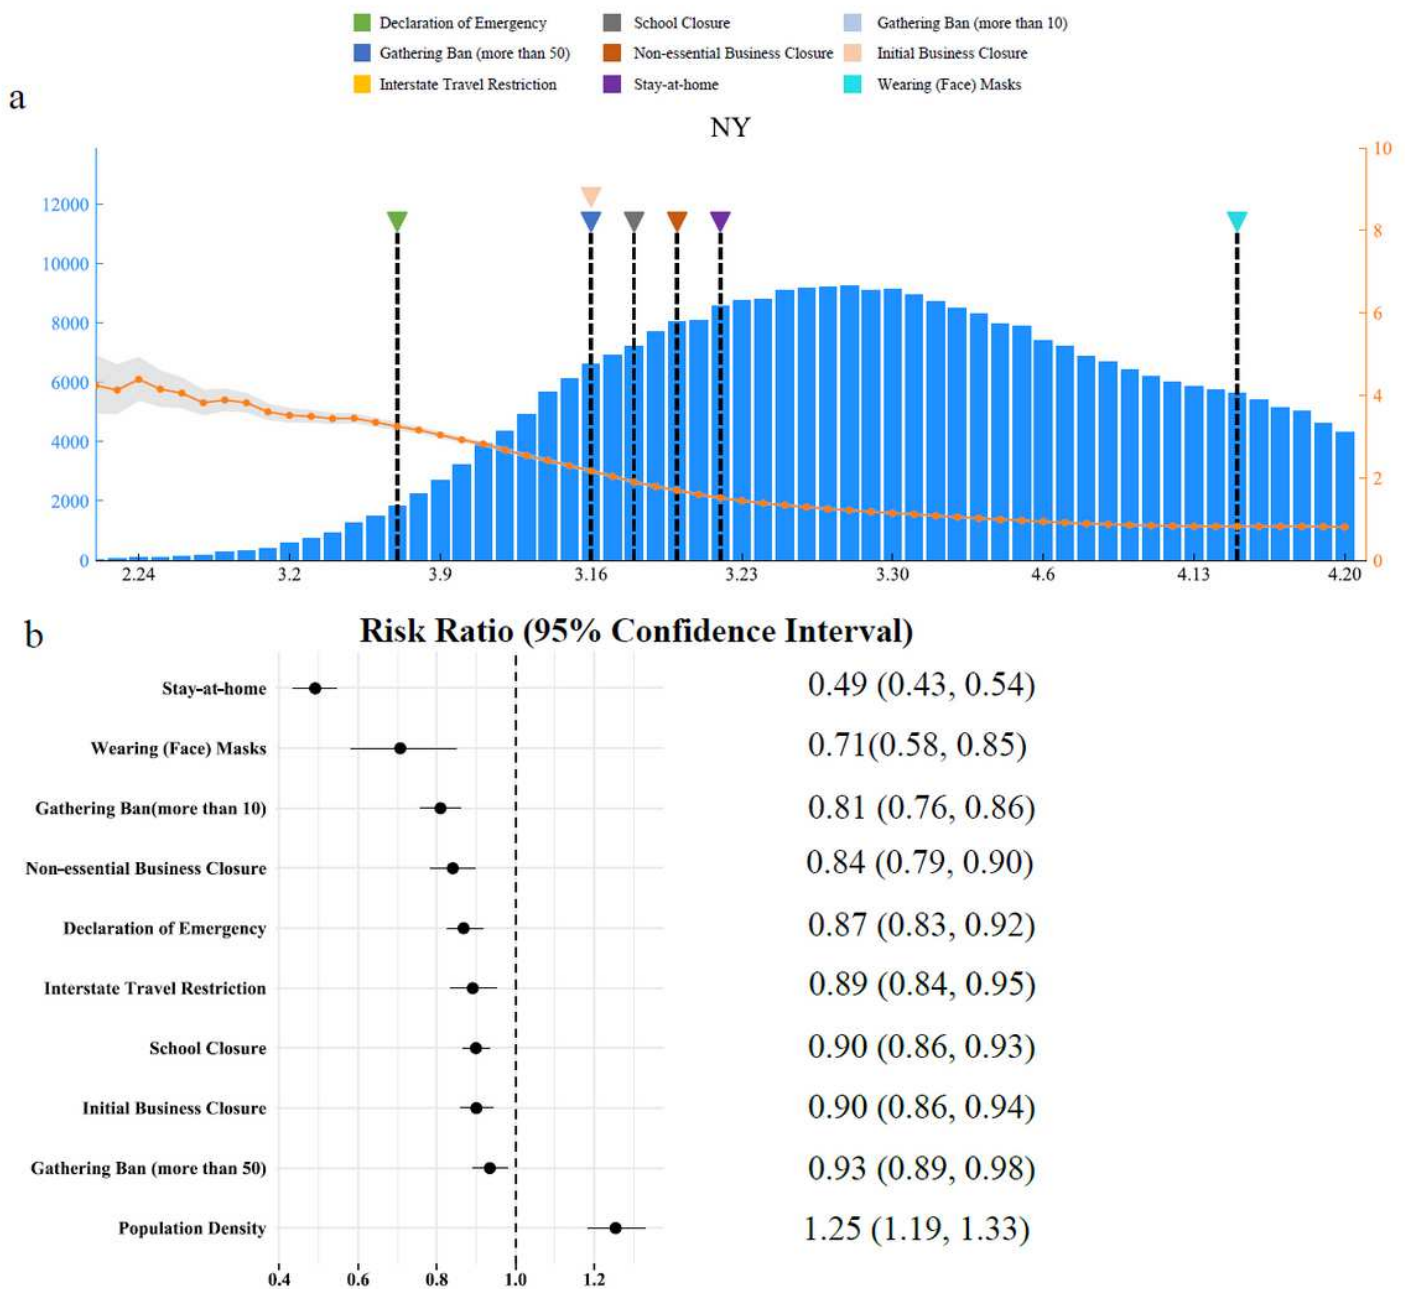 Declaration of Emergency School Closure Gathering Ban (more than 10)
Gathering Ban (more than 50) Non-essential Business Closure Initial Business Closure
Interstate Travel Restriction Stay-at-home Wearing (Face) Masks
a
NY
12000
10000
8000
6000
4000
2000
0
10
8
6
4
2
0
2.24 3.2 3.9 3.16 3.23 3.30 4.6 4.13 4.20
b
Risk Ratio (95% Confidence Interval)
Stay-at-home 0.49 (0.43, 0.54)
Wearing (Face) Masks 0.71(0.58, 0.85)
Gathering Ban(more than 10) 0.81 (0.76, 0.86)
Non-essential Business Closure 0.84 (0.79, 0.90)
Declaration of Emergency 0.87 (0.83, 0.92)
Interstate Travel Restriction 0.89 (0.84, 0.95)
School Closure 0.90 (0.86, 0.93)
Initial Business Closure 0.90 (0.86, 0.94)
Gathering Ban (more than 50) 0.93 (0.89, 0.98)
Population Density 1.25 (1.19, 1.33)
0.4 0.6 0.8 1.0 1.2